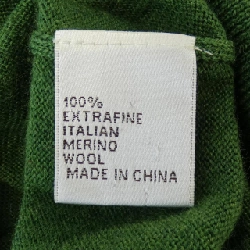 100%
EXTRAFINE
ITALIAN
MERINO
WOOL
MADE IN CHINA